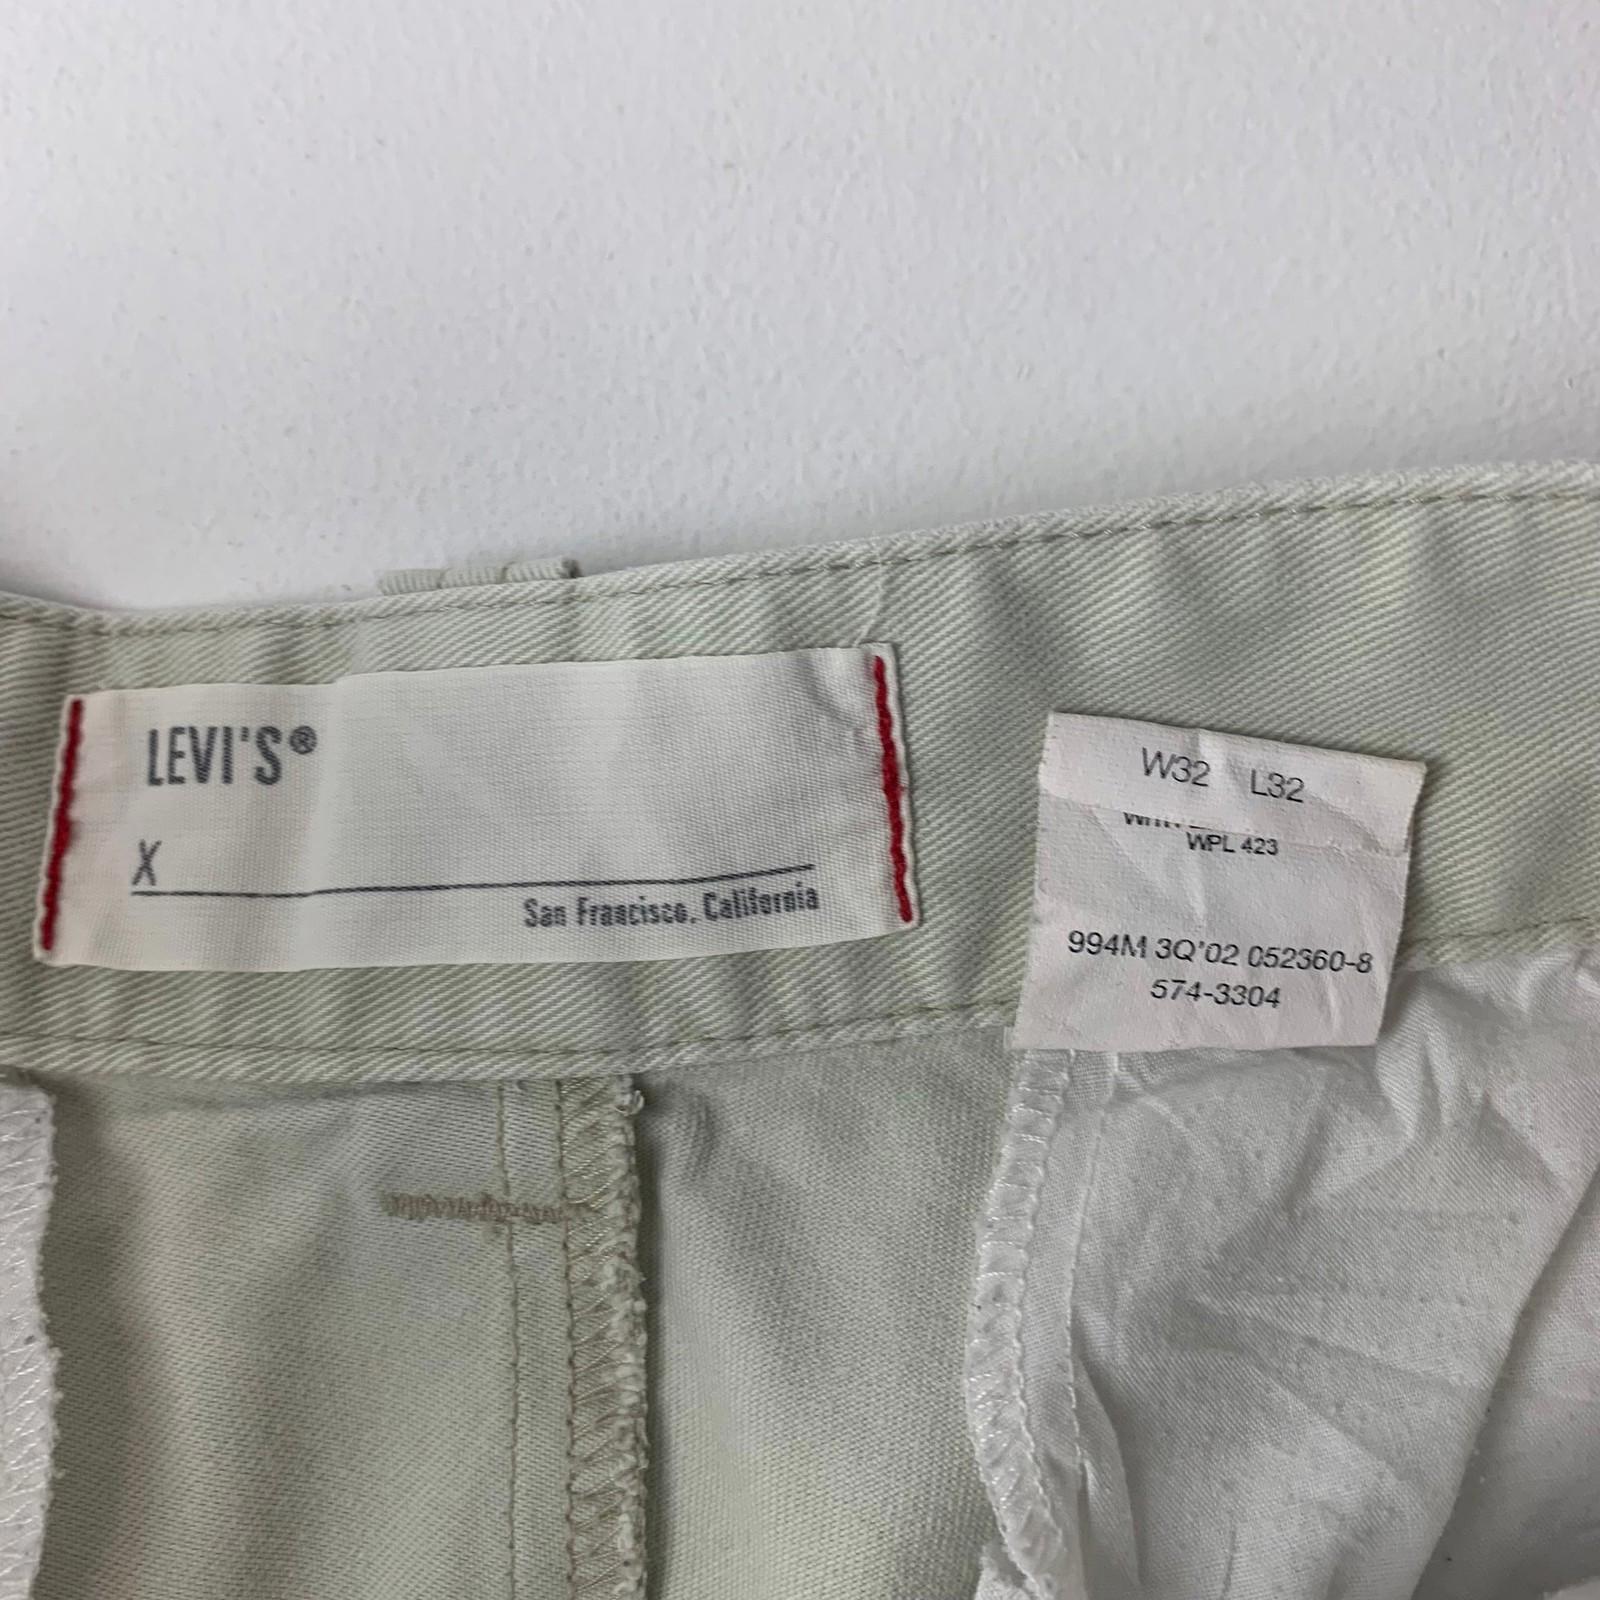 LEVI'S®
X
San Francisco, California
W32 L32
WPL 423
994M 3Q'02 052360-8
574-3304